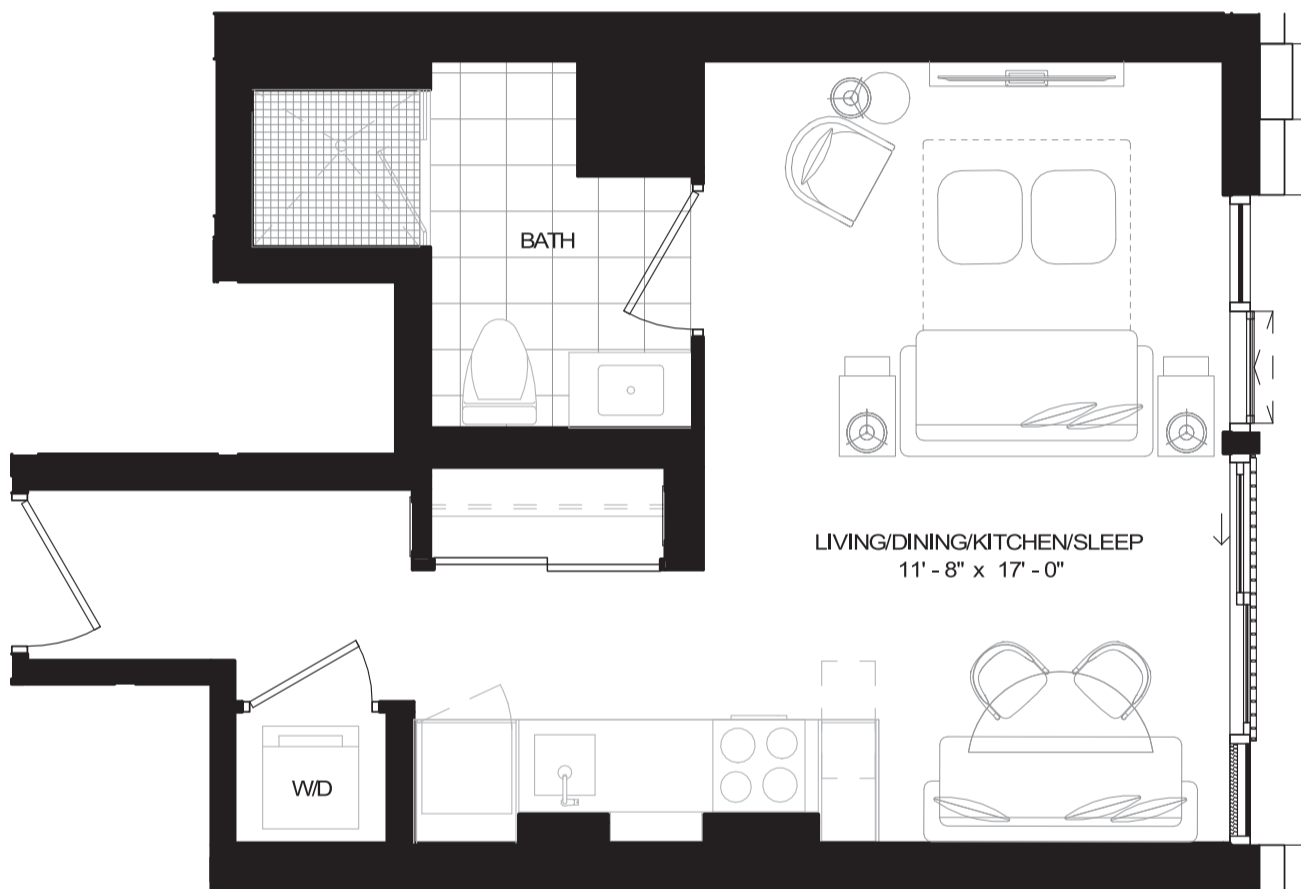 BATH
LIVING/DINING/KITCHEN/SLEEP
11' - 8" x 17' - 0"
W/D